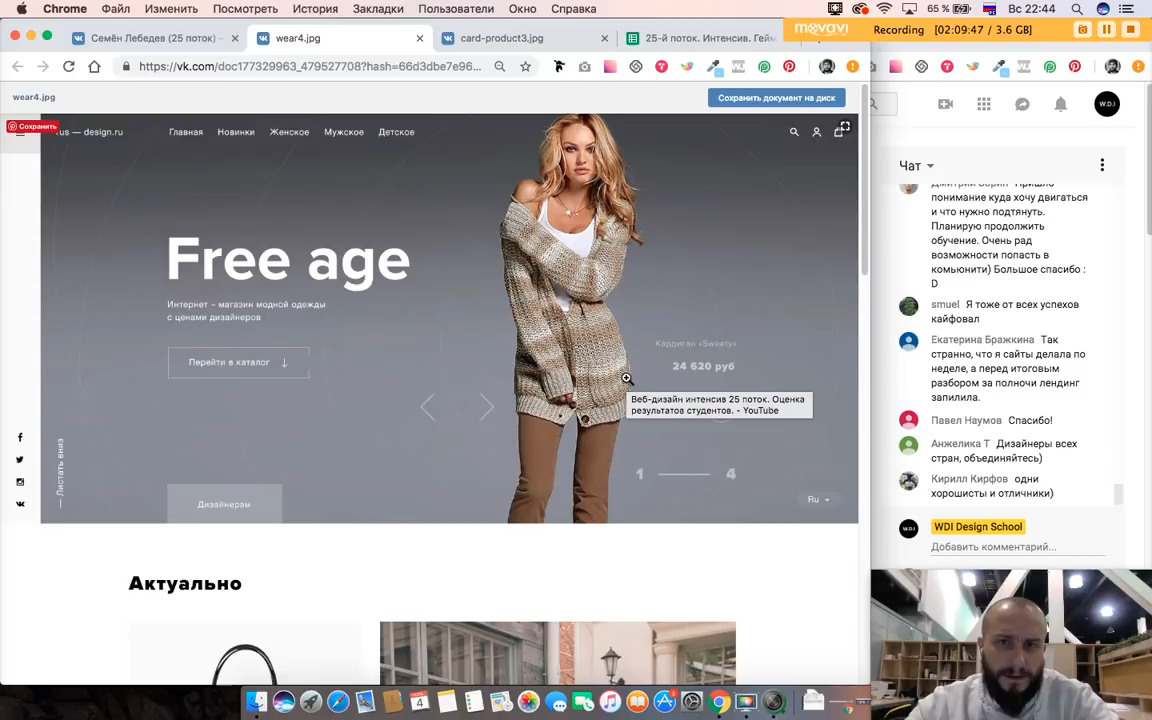 Chrome Файл Изменить Посмотреть История Закладки Пользователи Окно Справка
65 % Вс 22:44
movavi Recording [02:09:47 / 3.6 GB]
Семён Лебедев (25 поток) –
wear4.jpg
card-product3.jpg
25-й поток. Интенсив. Гейм
https://vk.com/doc177329963_479527708?hash=66d3dbe7e96...
wear4.jpg
Сохранить документ на диск
Сохранить
rus — design.ru Главная Новинки Женское Мужское Детское
Free age
Интернет – магазин модной одежды
с ценами дизайнеров
Перейти в каталог ↓
Кардиган «Sweety»
24 620 руб
Веб-дизайн интенсив 25 поток. Оценка
результатов студентов. - YouTube
1 — 4
— Листать вниз
Дизайнерам
Ru
Актуально
W.D.I
Чат
понимание куда хочу двигаться
и что нужно подтянуть.
Планирую продолжить
обучение. Очень рад
возможности попасть в
комьюнити) Большое спасибо :
D
smuel Я тоже от всех успехов
кайфовал
Екатерина Бражкина Так
странно, что я сайты делала по
неделе, а перед итоговым
разбором за полночи лендинг
запилила.
Павел Наумов Спасибо!
Анжелика Т Дизайнеры всех
стран, объединяйтесь)
Кирилл Кирфов одни
хорошисты и отличники)
WDI Design School
Добавить комментарий...